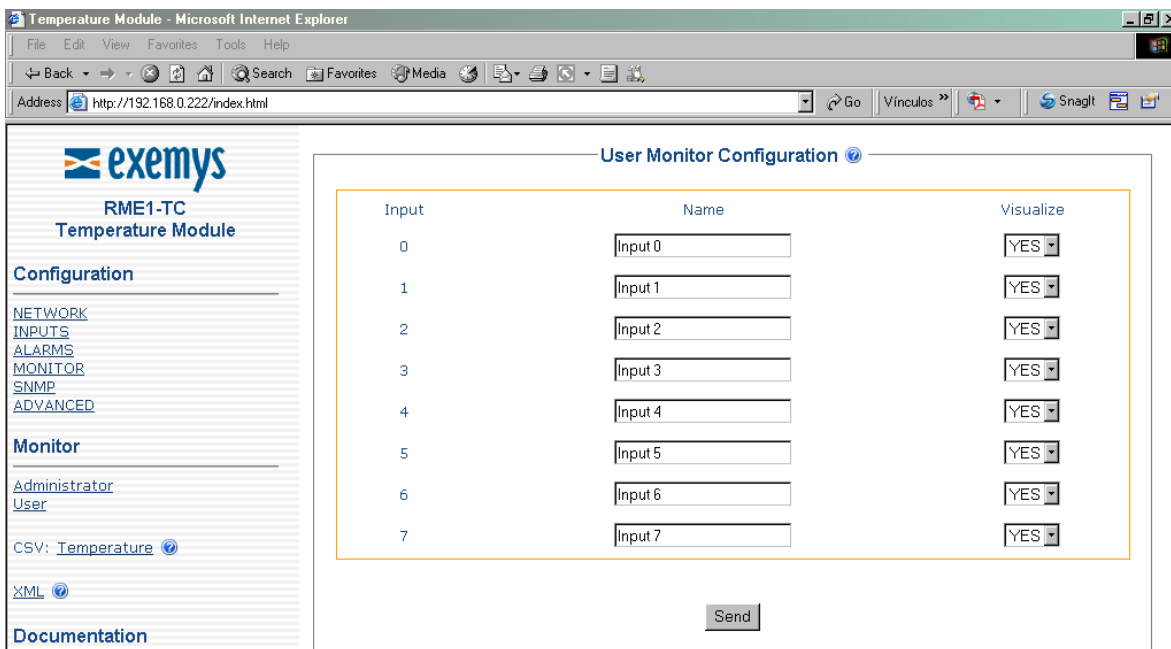 Temperature Module - Microsoft Internet Explorer
File Edit View Favorites Tools Help
Back Search Favorites Media
Address http://192.168.0.222/index.html Go Vínculos » SnagIt
exemys
RME1-TC
Temperature Module
Configuration
NETWORK
INPUTS
ALARMS
MONITOR
SNMP
ADVANCED
Monitor
Administrator
User
CSV: Temperature
XML
Documentation
User Monitor Configuration
Input Name Visualize
0 Input 0 YES
1 Input 1 YES
2 Input 2 YES
3 Input 3 YES
4 Input 4 YES
5 Input 5 YES
6 Input 6 YES
7 Input 7 YES
Send